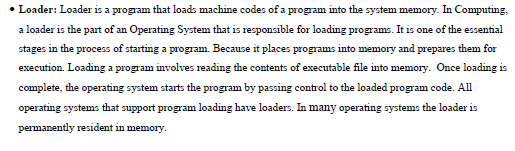 • Loader: Loader is a program that loads machine codes of a program into the system memory. In Computing,
a loader is the part of an Operating System that is responsible for loading programs. It is one of the essential
stages in the process of starting a program. Because it places programs into memory and prepares them for
execution. Loading a program involves reading the contents of executable file into memory. Once loading is
complete, the operating system starts the program by passing control to the loaded program code. All
operating systems that support program loading have loaders. In many operating systems the loader is
permanently resident in memory.